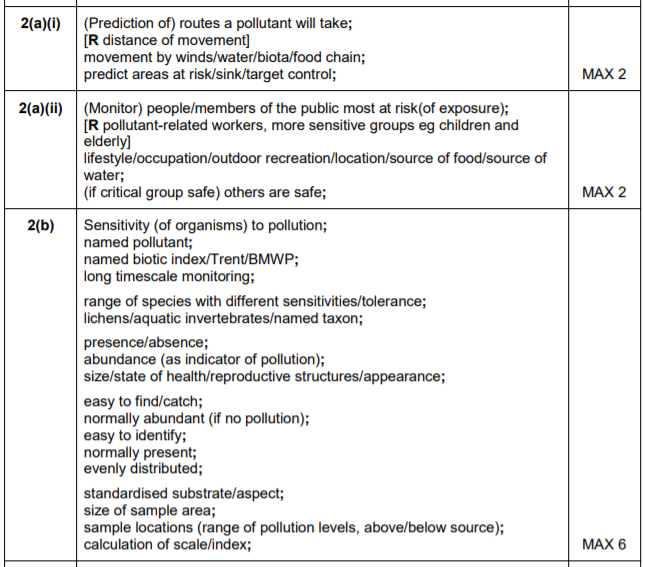 2(a)(i)
(Prediction of) routes a pollutant will take;
[R distance of movement]
movement by winds/water/biota/food chain;
predict areas at risk/sink/target control;
MAX 2
2(a)(ii)
(Monitor) people/members of the public most at risk(of exposure);
[R pollutant-related workers, more sensitive groups eg children and
elderly]
lifestyle/occupation/outdoor recreation/location/source of food/source of
water;
(if critical group safe) others are safe;
MAX 2
2(b)
Sensitivity (of organisms) to pollution;
named pollutant;
named biotic index/Trent/BMWP;
long timescale monitoring;
range of species with different sensitivities/tolerance;
lichens/aquatic invertebrates/named taxon;
presence/absence;
abundance (as indicator of pollution);
size/state of health/reproductive structures/appearance;
easy to find/catch;
normally abundant (if no pollution);
easy to identify;
normally present;
evenly distributed;
standardised substrate/aspect;
size of sample area;
sample locations (range of pollution levels, above/below source);
calculation of scale/index;
MAX 6